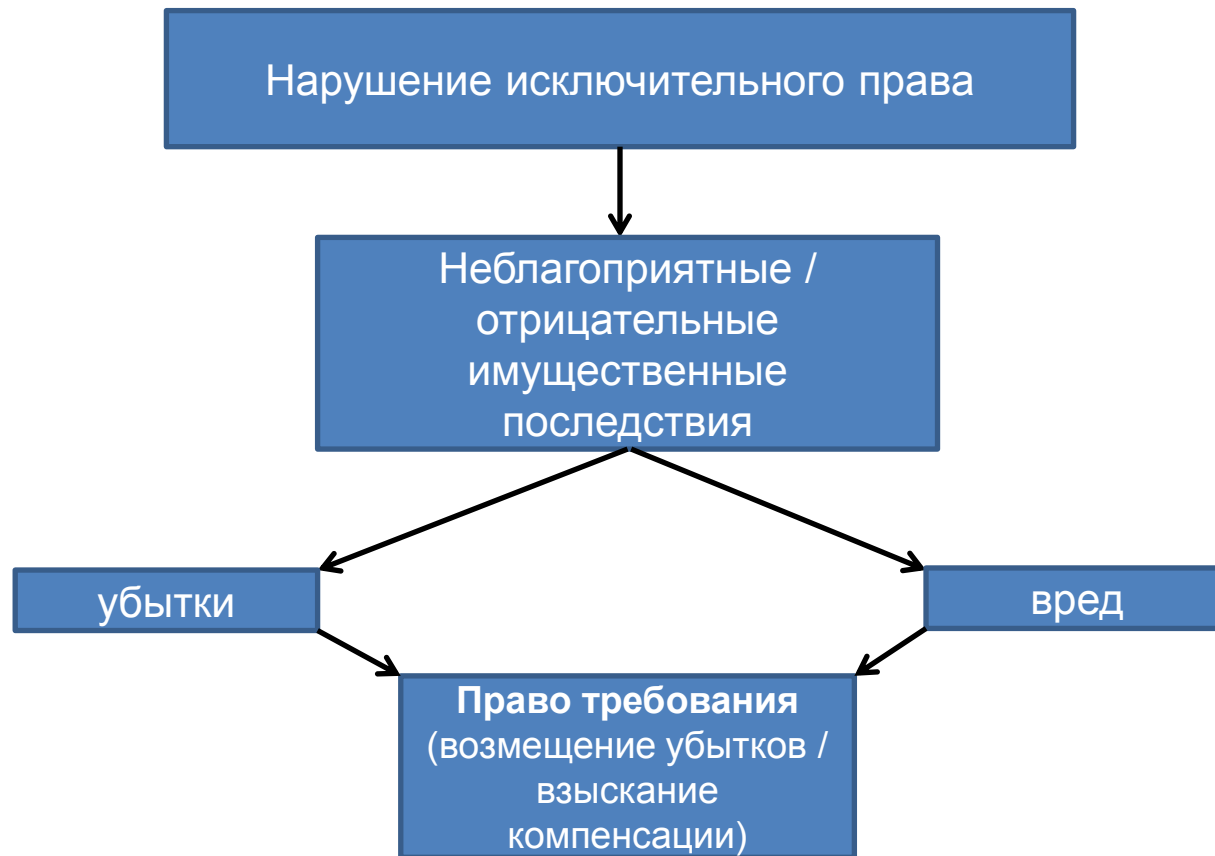 Нарушение исключительного права
Неблагоприятные /
отрицательные
имущественные
последствия
убытки
вред
Право требования
(возмещение убытков /
взыскание
компенсации)